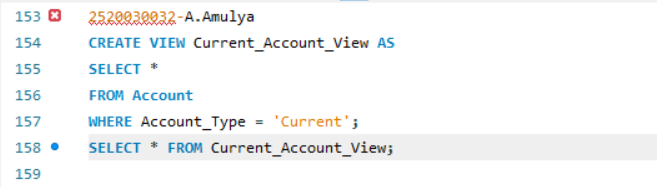 153 2520030032-A.Amulya
154 CREATE VIEW Current_Account_View AS
155 SELECT *
156 FROM Account
157 WHERE Account_Type = 'Current';
158 SELECT * FROM Current_Account_View;
159